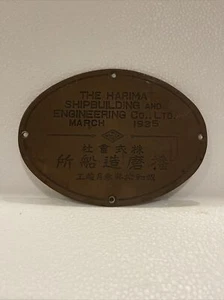 THE HARIMA
SHIPBUILDING AND
ENGINEERING Co., LTD.
MARCH 1935
株式會社
播磨造船所